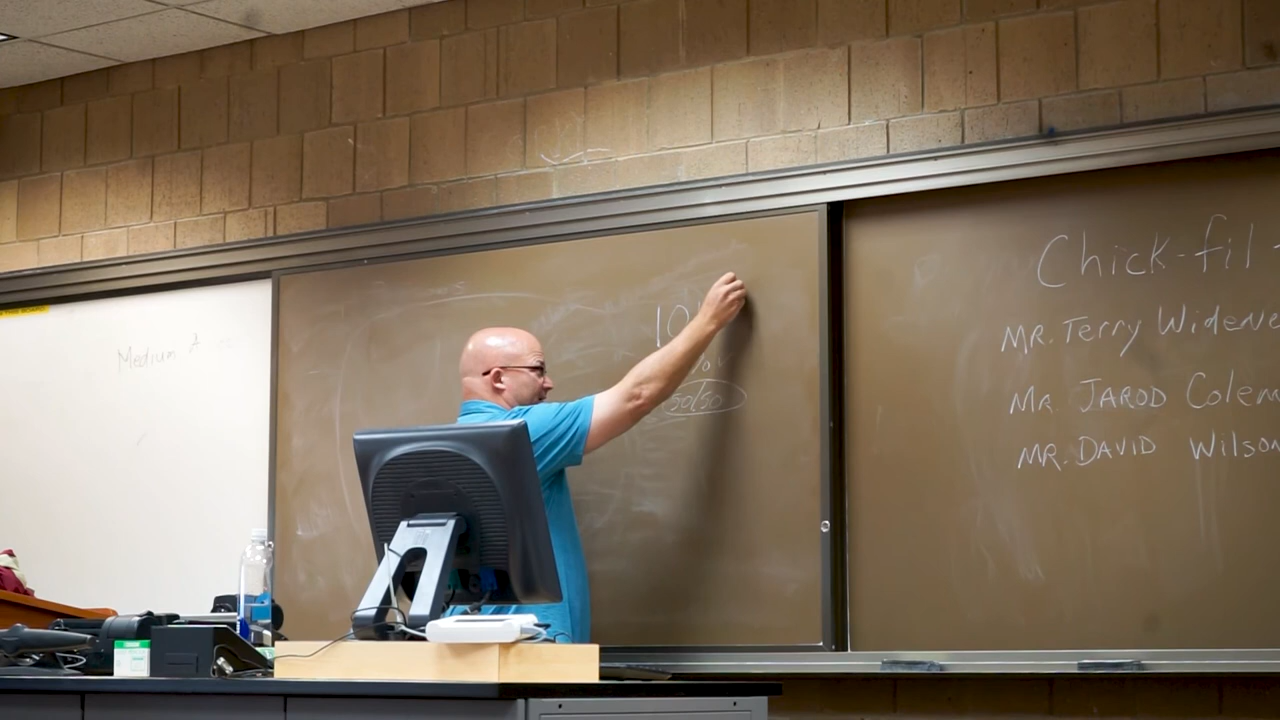 Medium A
50/50
Chick-fil -
MR. Terry Widene
MR. JAROD Colem
MR. DAVID Wilson